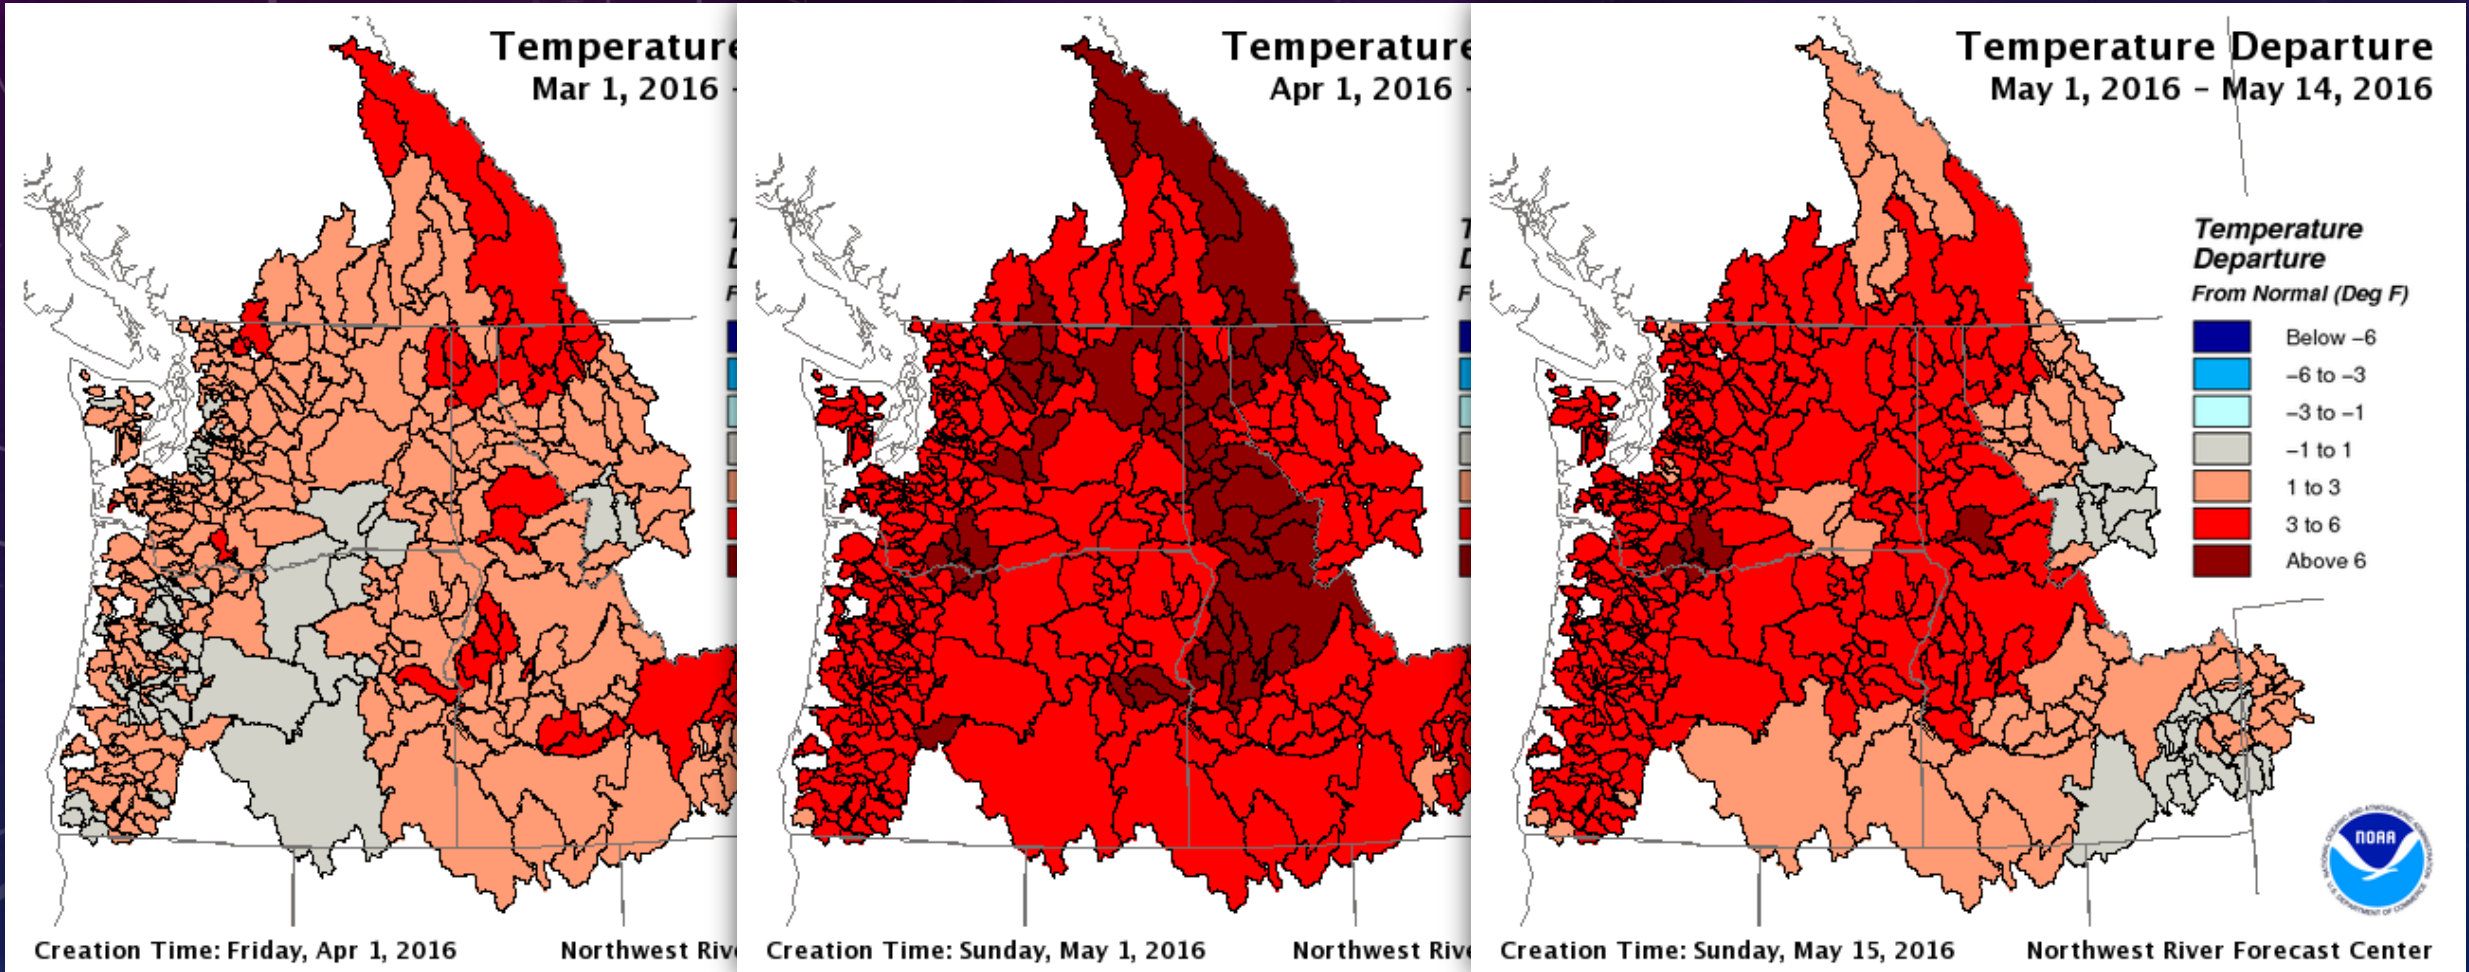 Temperature
Mar 1, 2016 –
Creation Time: Friday, Apr 1, 2016
Temperature
Apr 1, 2016 –
Creation Time: Sunday, May 1, 2016
Temperature Departure
May 1, 2016 – May 14, 2016
Temperature
Departure
From Normal (Deg F)
Below −6
−6 to −3
−3 to −1
−1 to 1
1 to 3
3 to 6
Above 6
NOAA
Creation Time: Sunday, May 15, 2016
Northwest River Forecast Center